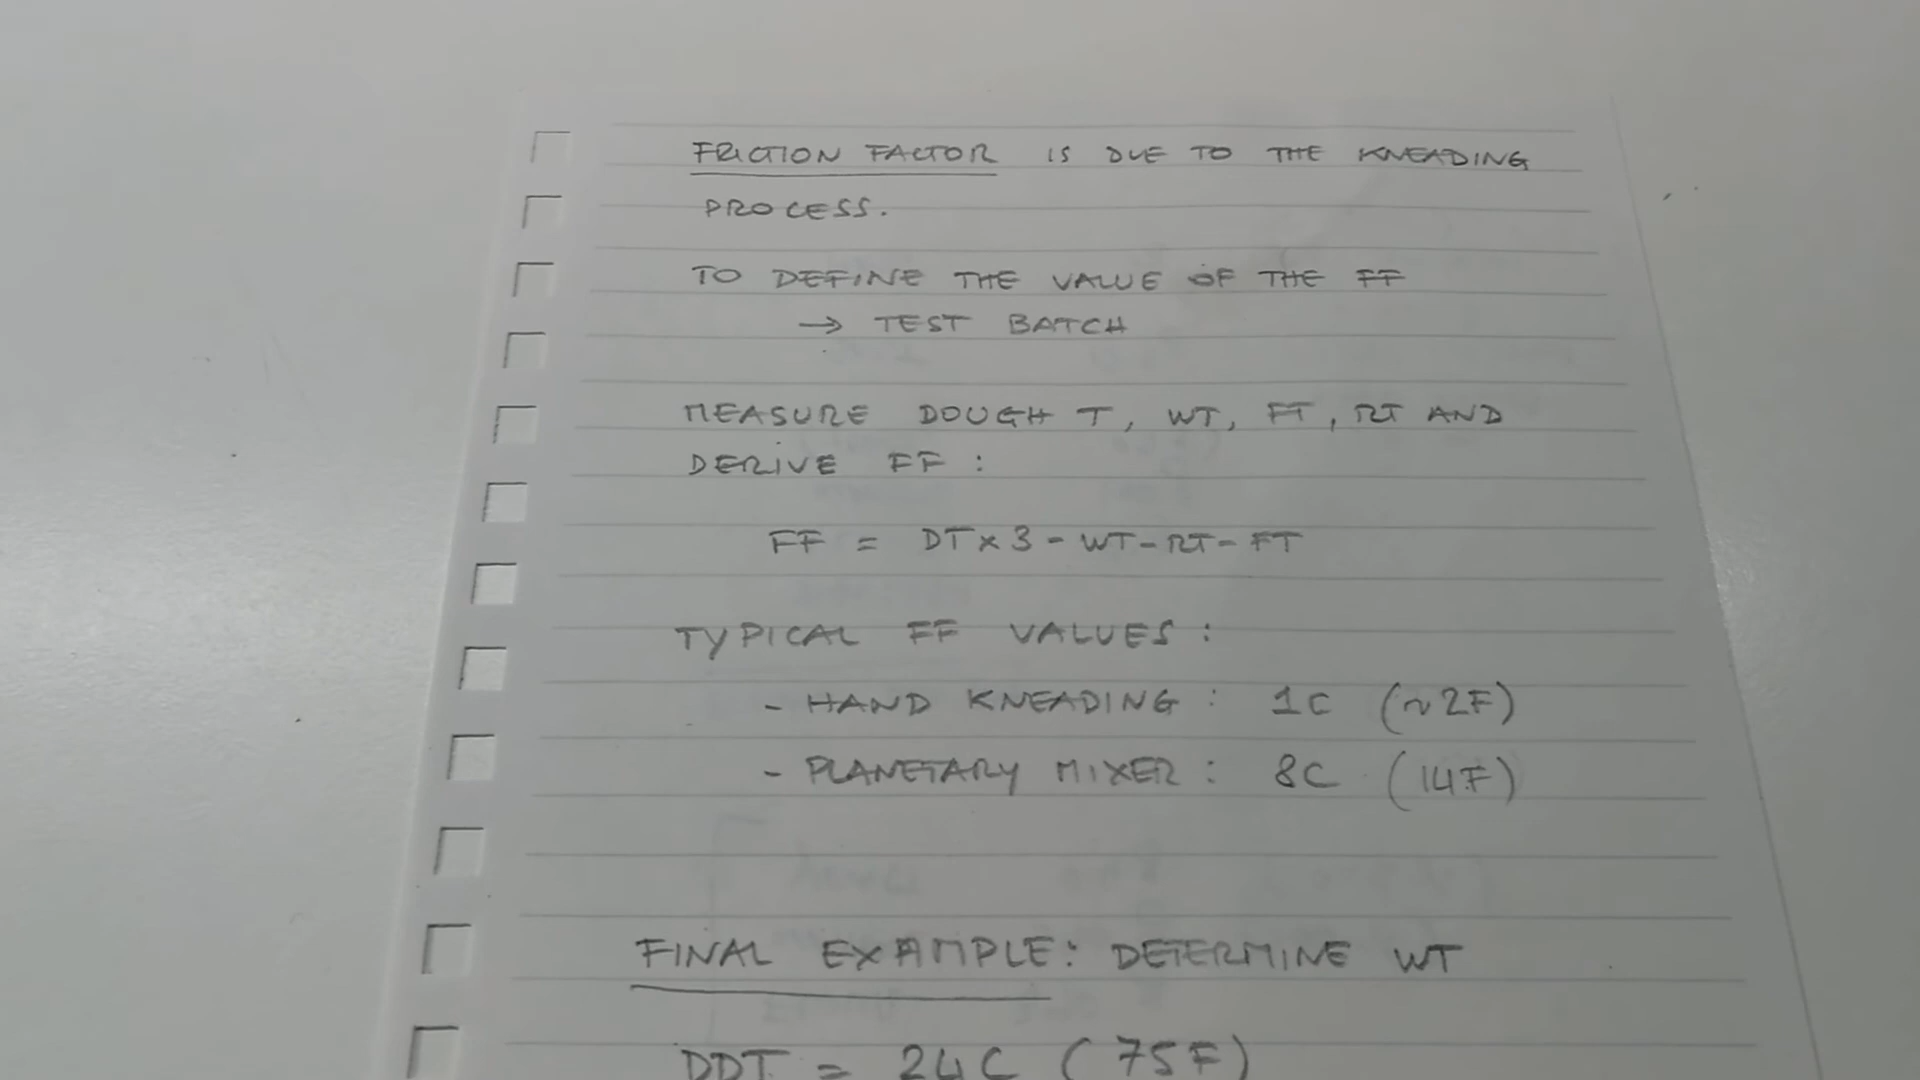 FRICTION FACTOR IS DUE TO THE KNEADING
PROCESS.
TO DEFINE THE VALUE OF THE FF
→ TEST BATCH
MEASURE DOUGH T, WT, FT, RT AND
DERIVE FF:
FF = DT x 3 - WT - RT - FT
TYPICAL FF VALUES:
- HAND KNEADING: 1C (~2F)
- PLANETARY MIXER: 8C (14F)
FINAL EXAMPLE: DETERMINE WT
DDT = 24C (75F)